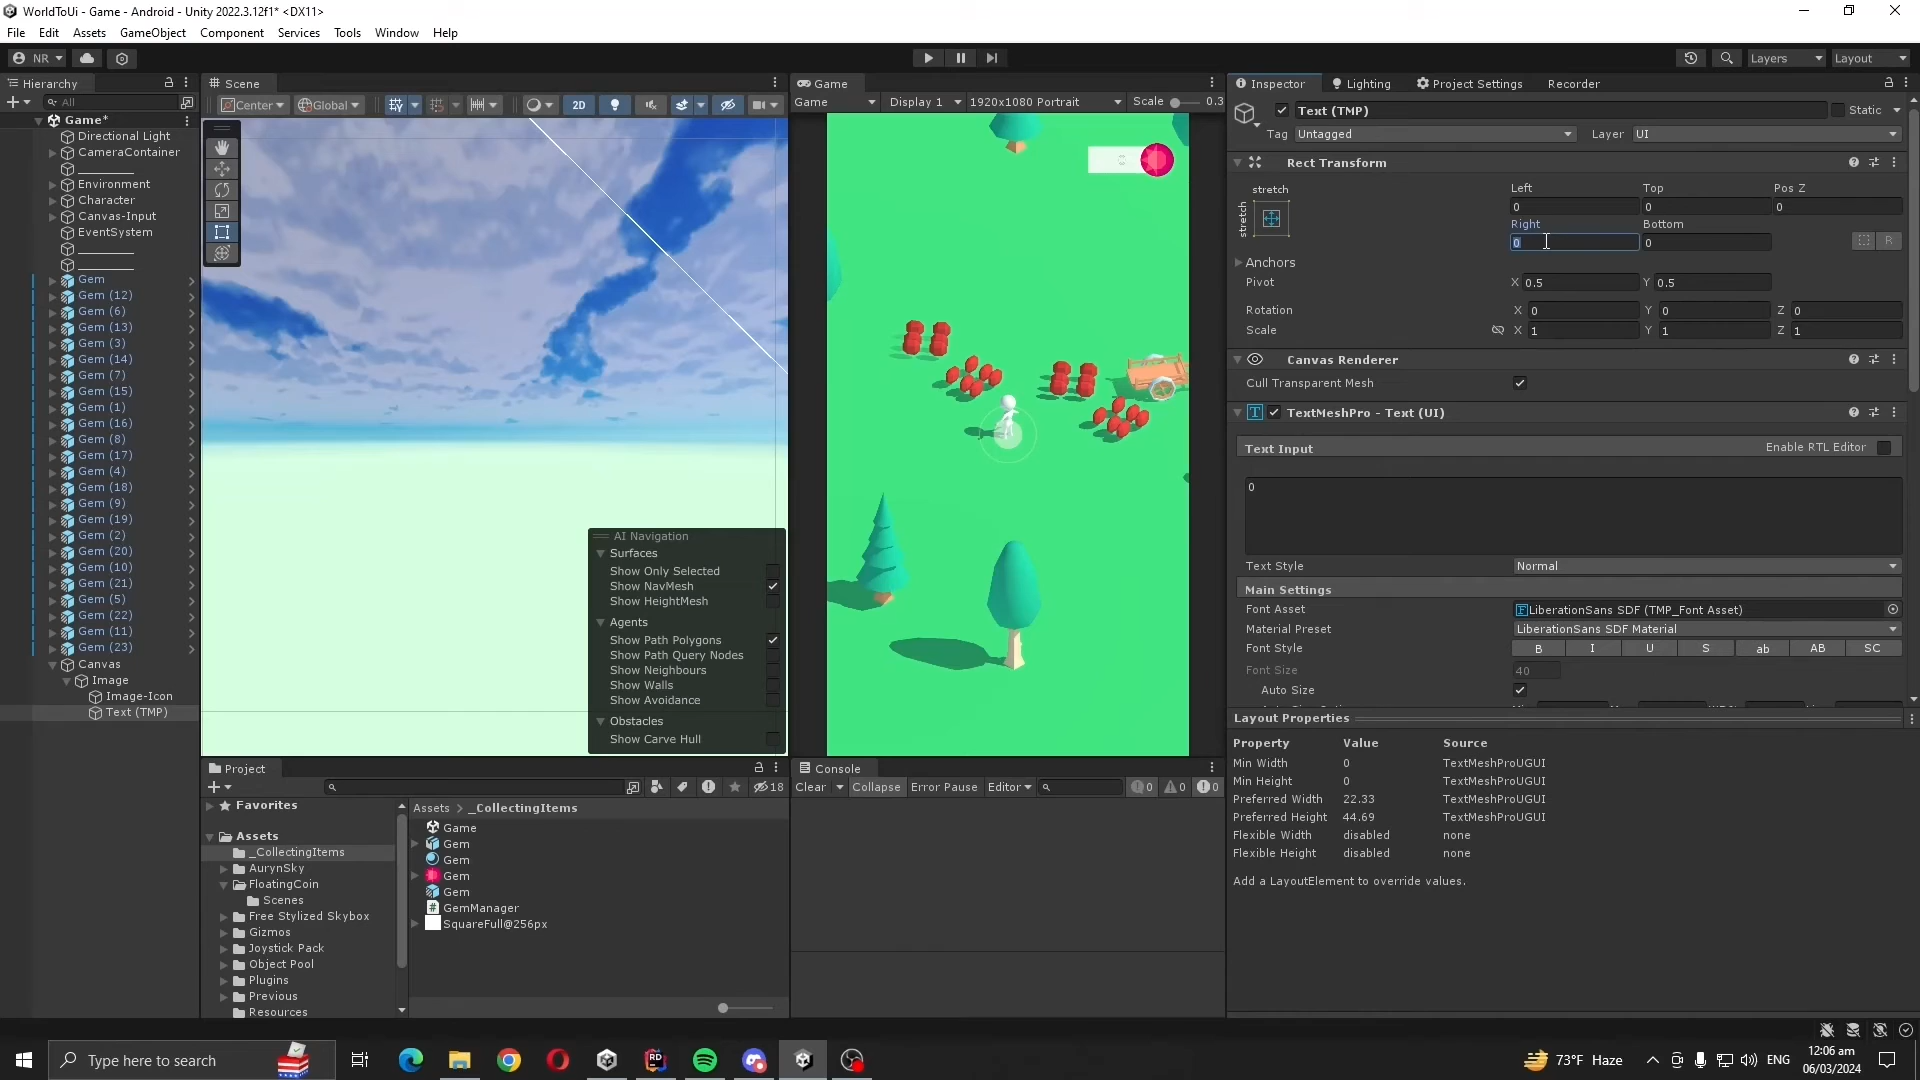 WorldToUi - Game - Android - Unity 2022.3.12f1* <DX11>
File Edit Assets GameObject Component Services Tools Window Help
NR Layers Layout
Hierarchy
All
Game*
Directional Light
CameraContainer
________
Environment
Character
Canvas-Input
EventSystem
________
________
Gem
Gem (12)
Gem (6)
Gem (13)
Gem (3)
Gem (14)
Gem (7)
Gem (15)
Gem (1)
Gem (16)
Gem (8)
Gem (17)
Gem (4)
Gem (18)
Gem (9)
Gem (19)
Gem (2)
Gem (20)
Gem (10)
Gem (21)
Gem (5)
Gem (22)
Gem (11)
Gem (23)
Canvas
Image
Image-Icon
Text (TMP)
Scene
Center Global 2D
AI Navigation
Surfaces
Show Only Selected
Show NavMesh
Show HeightMesh
Agents
Show Path Polygons
Show Path Query Nodes
Show Neighbours
Show Walls
Show Avoidance
Obstacles
Show Carve Hull
Game
Game Display 1 1920x1080 Portrait Scale 0.3
Inspector Lighting Project Settings Recorder
Text (TMP) Static
Tag Untagged Layer UI
Rect Transform
stretch
stretch
Left Top Pos Z
0 0 0
Right Bottom
0 0 R
Anchors
Pivot X 0.5 Y 0.5
Rotation X 0 Y 0 Z 0
Scale X 1 Y 1 Z 1
Canvas Renderer
Cull Transparent Mesh
TextMeshPro - Text (UI)
Text Input Enable RTL Editor
0
Text Style Normal
Main Settings
Font Asset LiberationSans SDF (TMP_Font Asset)
Material Preset LiberationSans SDF Material
Font Style B I U S ab AB SC
Font Size 40
Auto Size
Layout Properties
Property Value Source
Min Width 0 TextMeshProUGUI
Min Height 0 TextMeshProUGUI
Preferred Width 22.33 TextMeshProUGUI
Preferred Height 44.69 TextMeshProUGUI
Flexible Width disabled none
Flexible Height disabled none
Add a LayoutElement to override values.
Project
18
Favorites
Assets
_CollectingItems
AurynSky
FloatingCoin
Scenes
Free Stylized Skybox
Gizmos
Joystick Pack
Object Pool
Plugins
Previous
Resources
Assets > _CollectingItems
Game
Gem
Gem
Gem
Gem
GemManager
SquareFull@256px
Console
Clear Collapse Error Pause Editor 0 0 0
Type here to search
73°F Haze ENG
12:06 am
06/03/2024